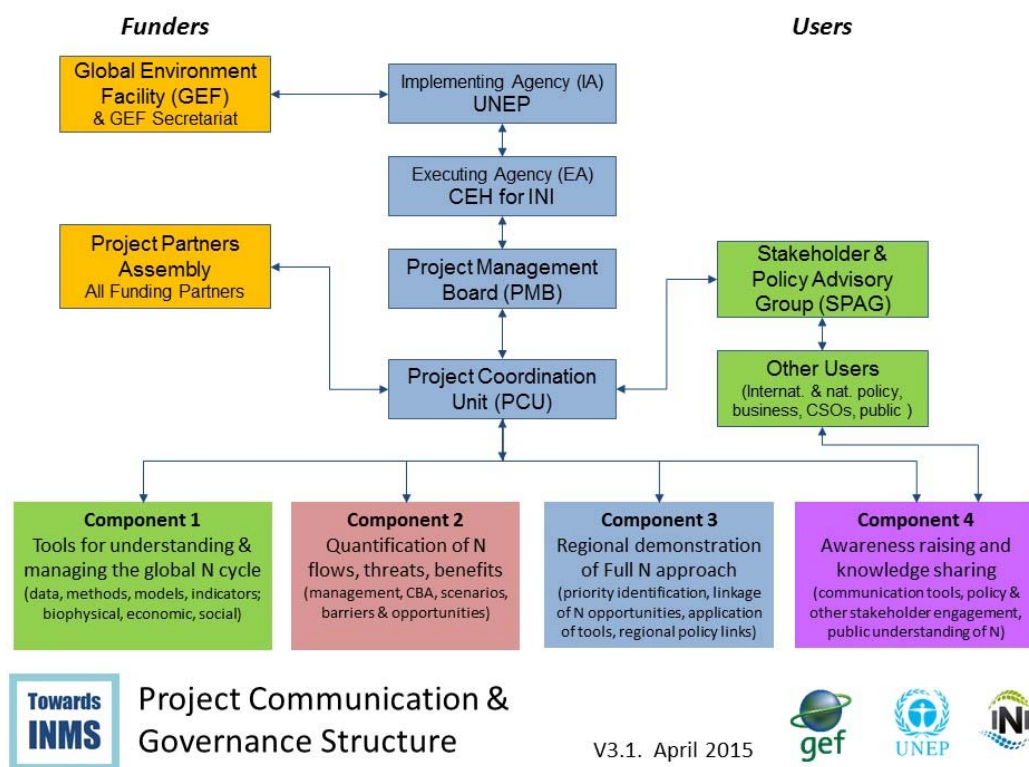 Funders
Users
Global Environment
Facility (GEF)
& GEF Secretariat
Implementing Agency (IA)
UNEP
Executing Agency (EA)
CEH for INI
Project Partners
Assembly
All Funding Partners
Project Management
Board (PMB)
Stakeholder &
Policy Advisory
Group (SPAG)
Project Coordination
Unit (PCU)
Other Users
(Internat. & nat. policy,
business, CSOs, public )
Component 1
Tools for understanding &
managing the global N cycle
(data, methods, models, indicators;
biophysical, economic, social)
Component 2
Quantification of N
flows, threats, benefits
(management, CBA, scenarios,
barriers & opportunities)
Component 3
Regional demonstration
of Full N approach
(priority identification, linkage
of N opportunities, application
of tools, regional policy links)
Component 4
Awareness raising and
knowledge sharing
(communication tools, policy &
other stakeholder engagement,
public understanding of N)
Towards
INMS
Project Communication &
Governance Structure
V3.1. April 2015
gef
UNEP